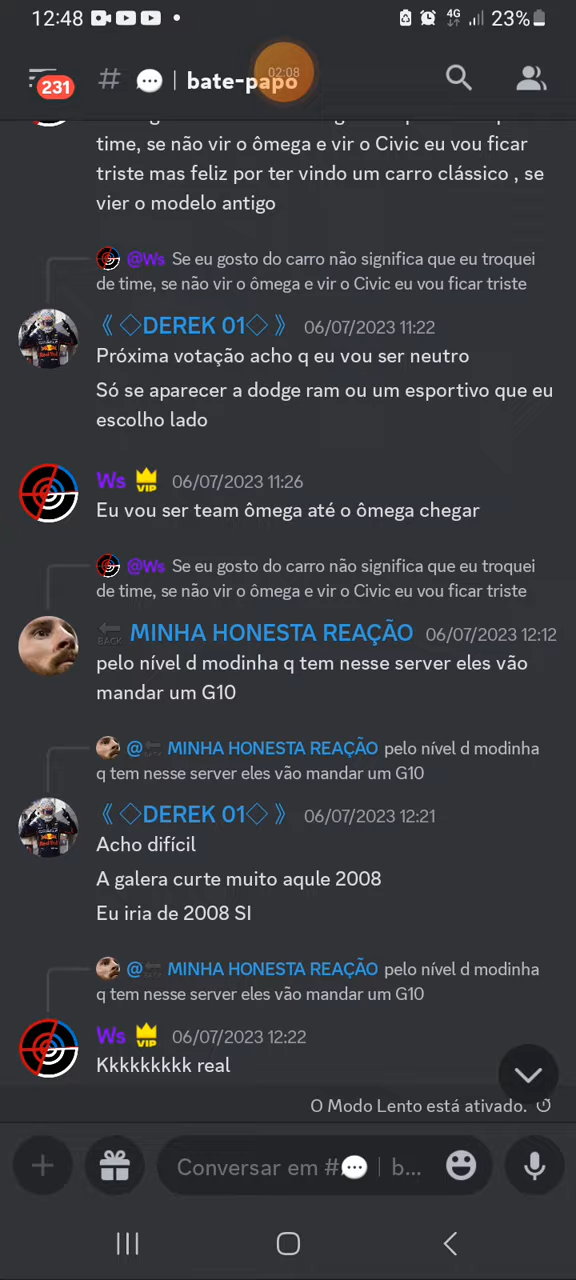 12:48 4G 23%
231 # 💬 | bate-papo 02:08
time, se não vir o ômega e vir o Civic eu vou ficar
triste mas feliz por ter vindo um carro clássico , se
vier o modelo antigo
@Ws Se eu gosto do carro não significa que eu troquei
de time, se não vir o ômega e vir o Civic eu vou ficar triste
《 ◇DEREK 01◇ 》 06/07/2023 11:22
Próxima votação acho q eu vou ser neutro
Só se aparecer a dodge ram ou um esportivo que eu
escolho lado
Ws VIP 06/07/2023 11:26
Eu vou ser team ômega até o ômega chegar
@Ws Se eu gosto do carro não significa que eu troquei
de time, se não vir o ômega e vir o Civic eu vou ficar triste
🔙 MINHA HONESTA REAÇÃO 06/07/2023 12:12
pelo nível d modinha q tem nesse server eles vão
mandar um G10
@🔙 MINHA HONESTA REAÇÃO pelo nível d modinha
q tem nesse server eles vão mandar um G10
《 ◇DEREK 01◇ 》 06/07/2023 12:21
Acho difícil
A galera curte muito aqule 2008
Eu iria de 2008 SI
@🔙 MINHA HONESTA REAÇÃO pelo nível d modinha
q tem nesse server eles vão mandar um G10
Ws VIP 06/07/2023 12:22
Kkkkkkkkk real
O Modo Lento está ativado.
Conversar em #💬 | b...